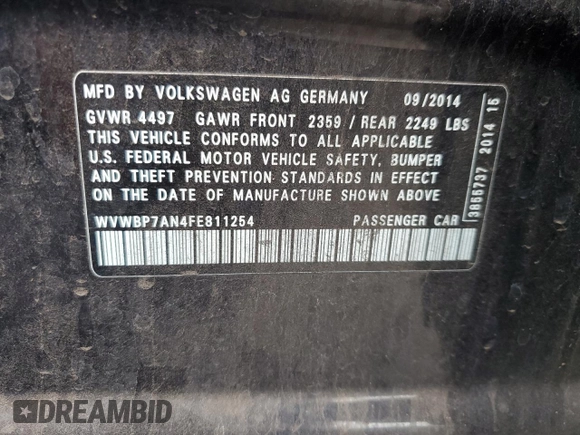 MFD BY VOLKSWAGEN AG GERMANY 09/2014
GVWR 4497 GAWR FRONT 2359 / REAR 2249 LBS
THIS VEHICLE CONFORMS TO ALL APPLICABLE
U.S. FEDERAL MOTOR VEHICLE SAFETY, BUMPER
AND THEFT PREVENTION STANDARDS IN EFFECT
ON THE DATE OF MANUFACTURE SHOWN ABOVE
WVWBP7AN4FE811254 PASSENGER CAR
3856737 2014 15
DREAMBID